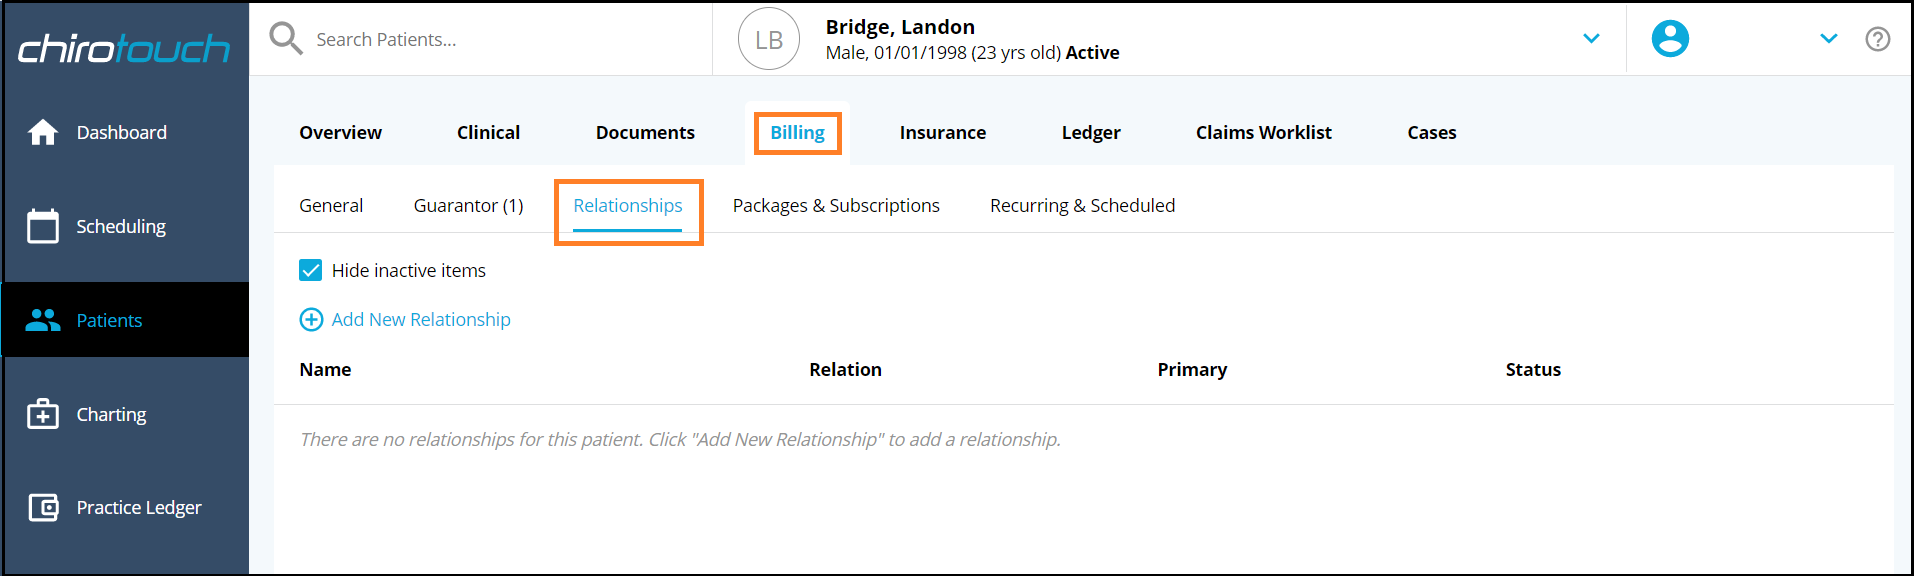 chirotouch
Search Patients...
LB
Bridge, Landon
Male, 01/01/1998 (23 yrs old) Active
?
Dashboard
Scheduling
Patients
Charting
Practice Ledger
Overview Clinical Documents Billing Insurance Ledger Claims Worklist Cases
General Guarantor (1) Relationships Packages & Subscriptions Recurring & Scheduled
Hide inactive items
Add New Relationship
Name Relation Primary Status
There are no relationships for this patient. Click "Add New Relationship" to add a relationship.